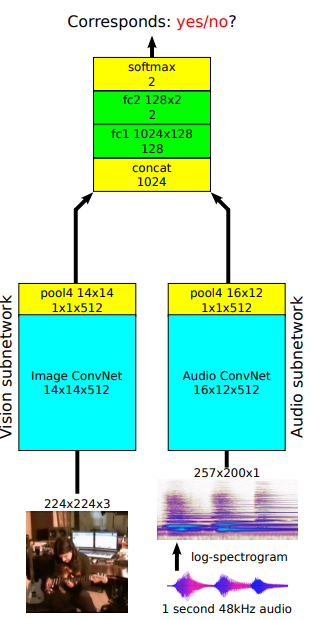 Corresponds: yes/no?
softmax
2
fc2 128x2
2
fc1 1024x128
128
concat
1024
pool4 14x14
1x1x512
Image ConvNet
14x14x512
Vision subnetwork
pool4 16x12
1x1x512
Audio ConvNet
16x12x512
Audio subnetwork
224x224x3
257x200x1
log-spectrogram
1 second 48kHz audio